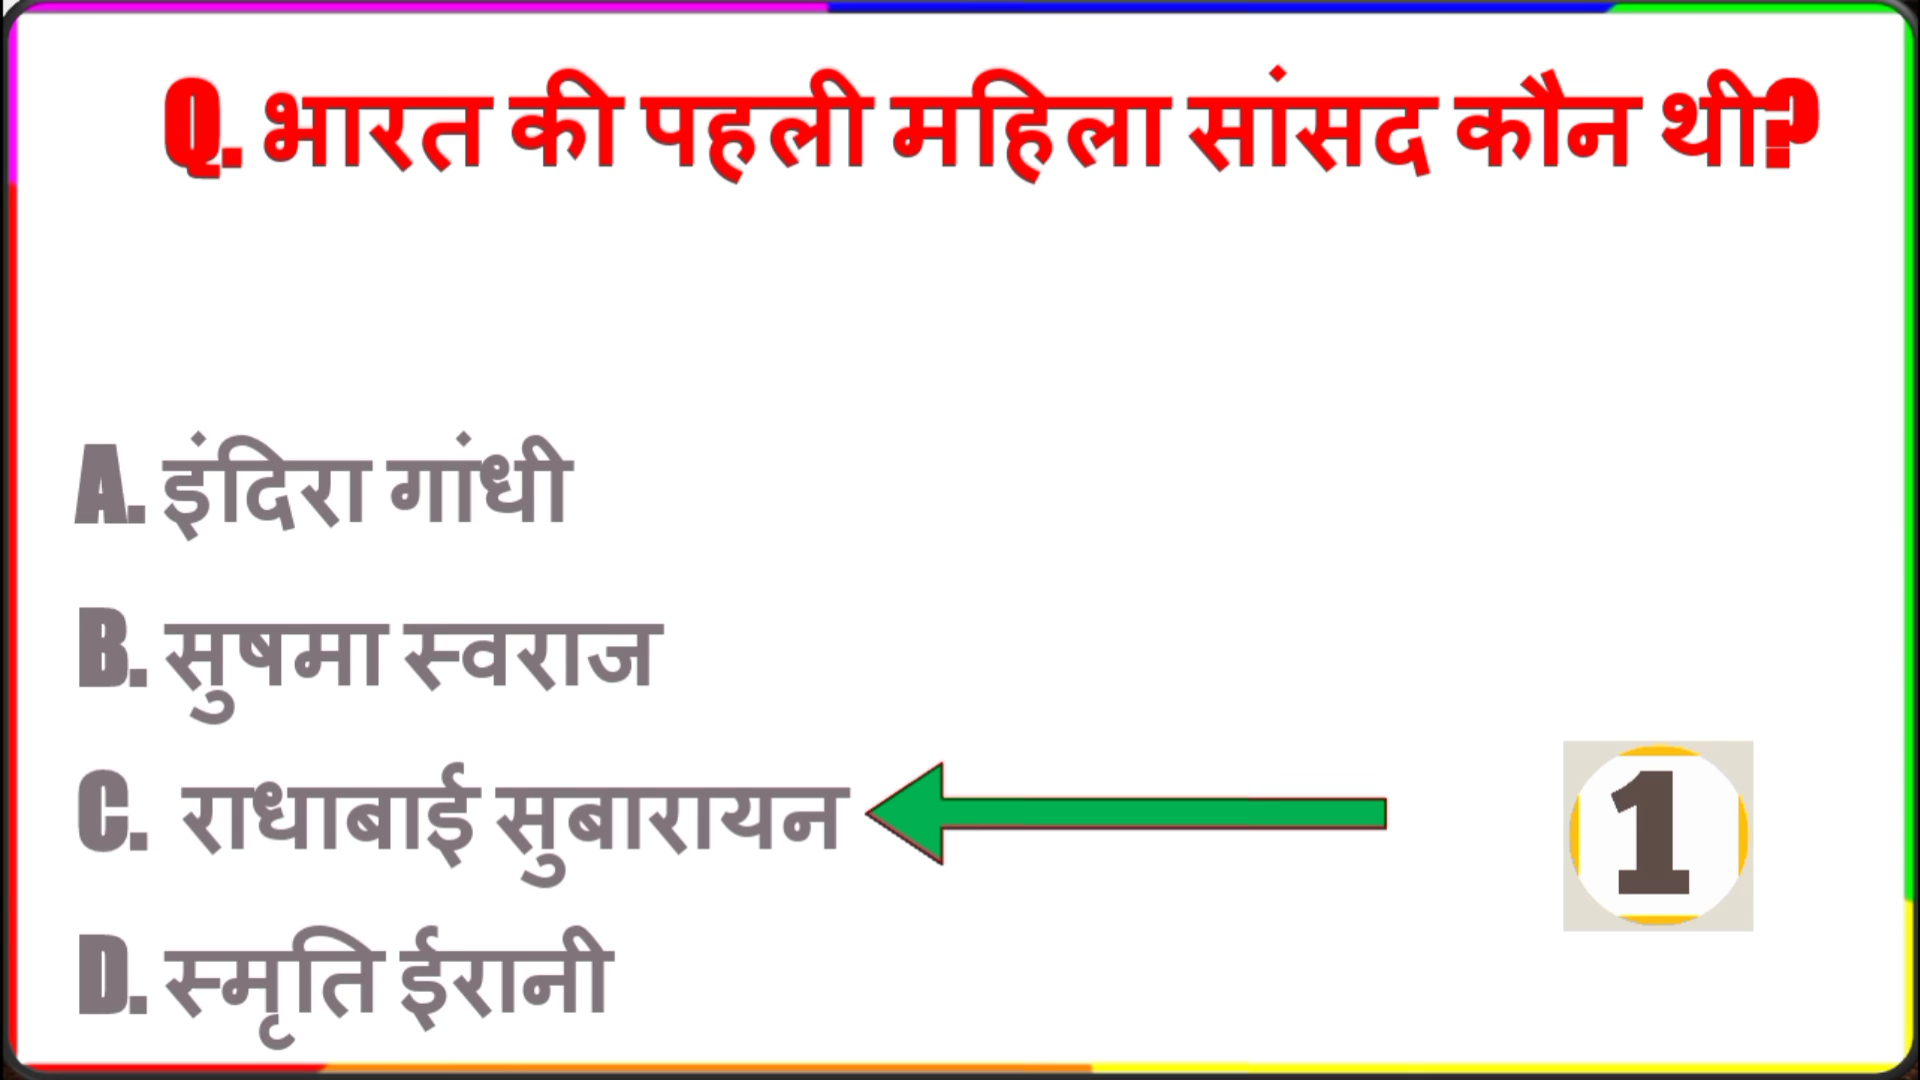 Q. भारत की पहली महिला सांसद कौन थी?
A. इंदिरा गांधी
B. सुषमा स्वराज
C. राधाबाई सुबारायन
1
D. स्मृति ईरानी